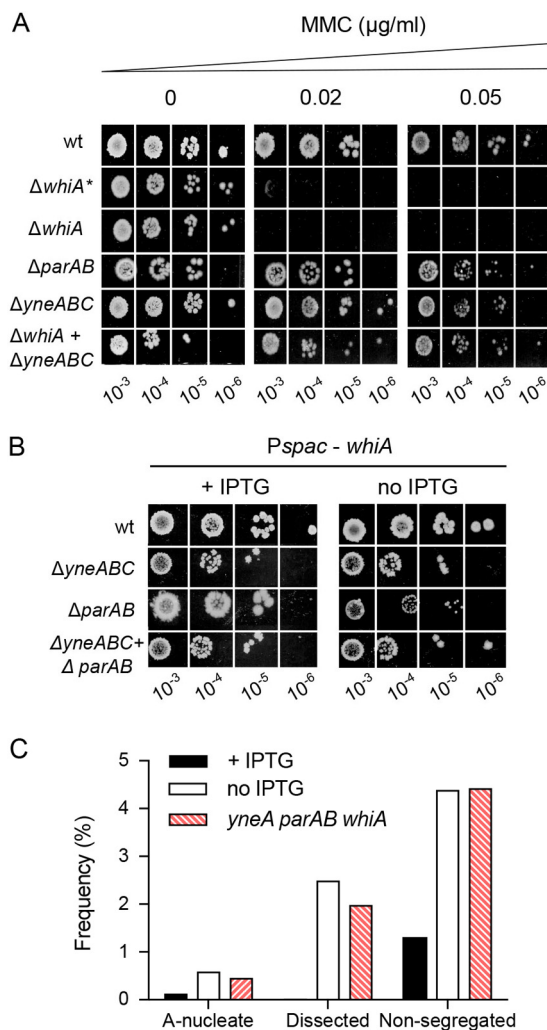 A
MMC (µg/ml)
0 0.02 0.05
wt
ΔwhiA*
ΔwhiA
ΔparAB
ΔyneABC
ΔwhiA +
ΔyneABC
10-3 10-4 10-5 10-6 10-3 10-4 10-5 10-6 10-3 10-4 10-5 10-6
B
Pspac - whiA
+ IPTG no IPTG
wt
ΔyneABC
ΔparAB
ΔyneABC+
Δ parAB
10-3 10-4 10-5 10-6 10-3 10-4 10-5 10-6
C
+ IPTG
no IPTG
yneA parAB whiA
Frequency (%)
5
4
3
2
1
0
A-nucleate Dissected Non-segregated